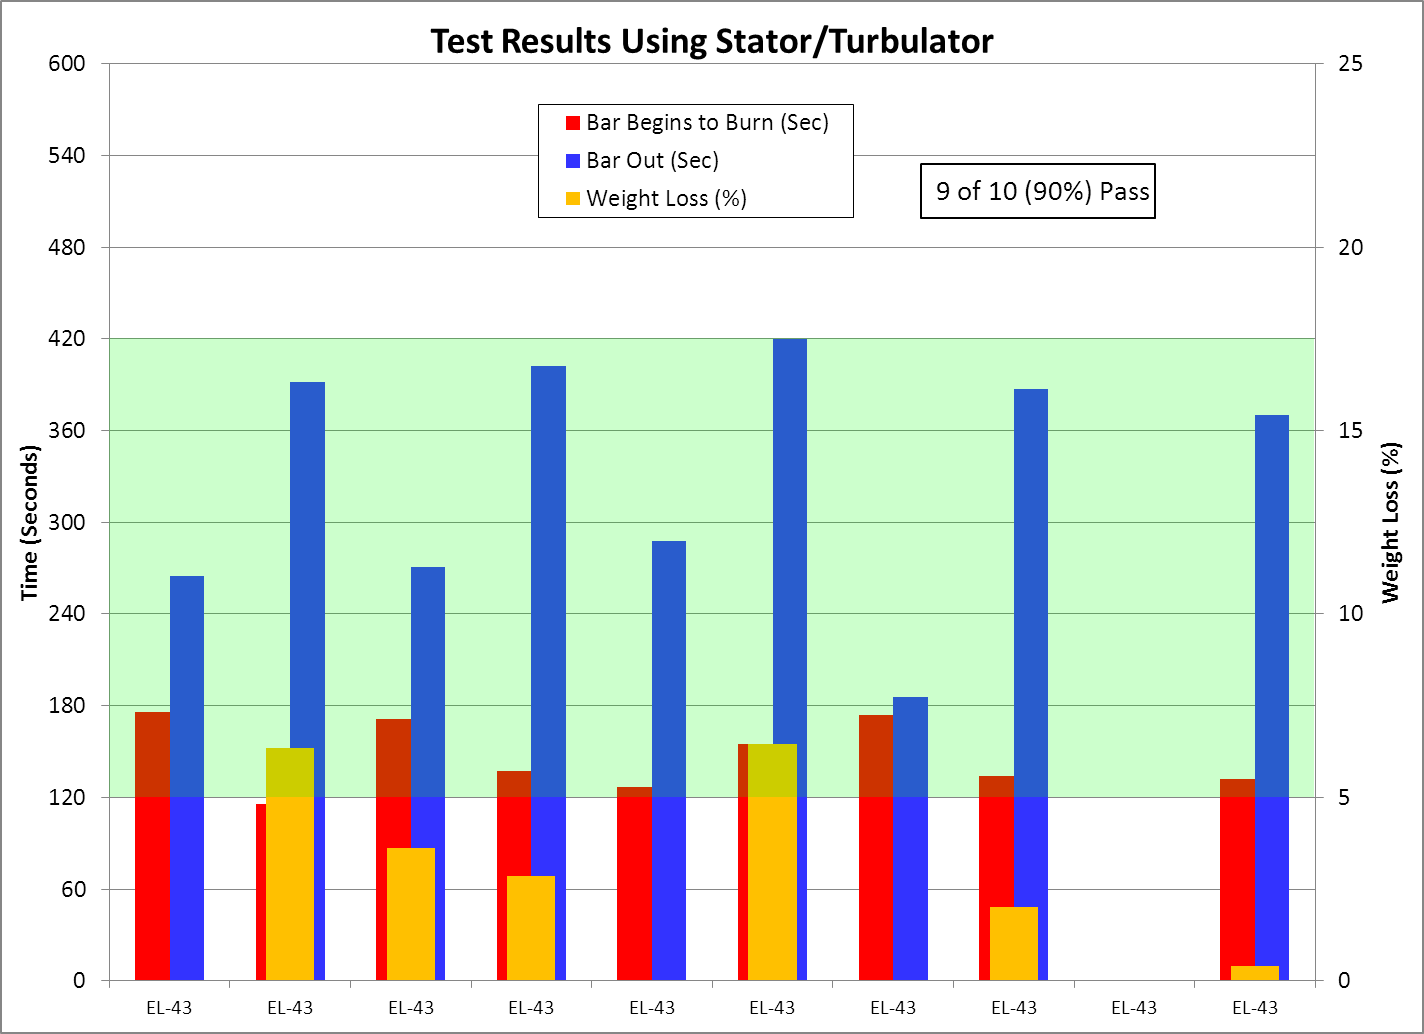 Test Results Using Stator/Turbulator
600
540
480
420
360
300
240
180
120
60
0
Time (Seconds)
Bar Begins to Burn (Sec)
Bar Out (Sec)
Weight Loss (%)
9 of 10 (90%) Pass
25
20
15
10
5
0
Weight Loss (%)
EL-43 EL-43 EL-43 EL-43 EL-43 EL-43 EL-43 EL-43 EL-43 EL-43